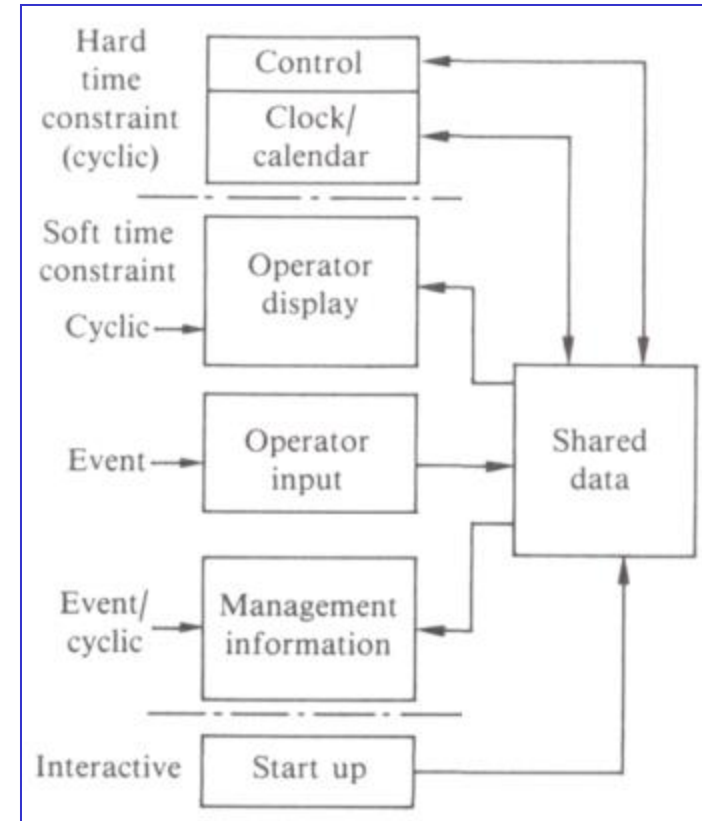 Hard
time
constraint
(cyclic)
Control
Clock/
calendar
Soft time
constraint
Cyclic
Operator
display
Event
Operator
input
Shared
data
Event/
cyclic
Management
information
Interactive
Start up